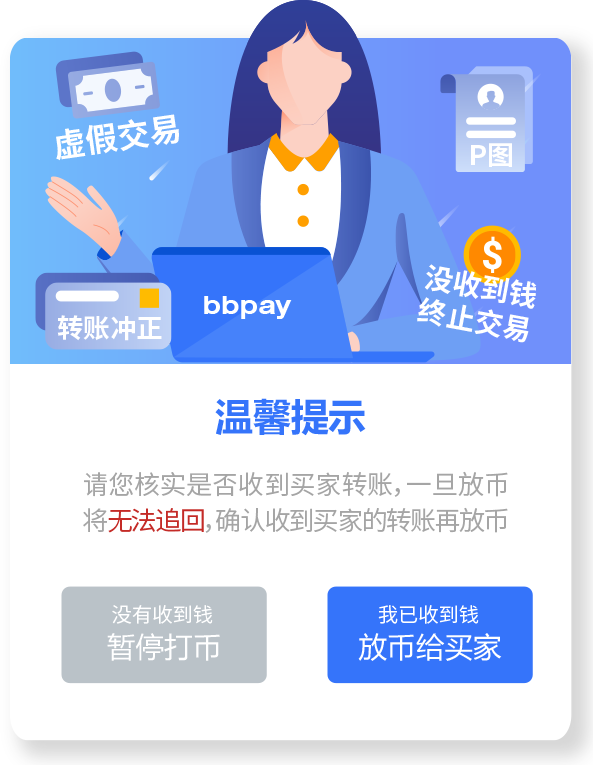 虚假交易
P图
没收到钱
终止交易
转账冲正
bbpay
$
温馨提示
请您核实是否收到买家转账，一旦放币
将无法追回，确认收到买家的转账再放币
没有收到钱
暂停打币
我已收到钱
放币给买家